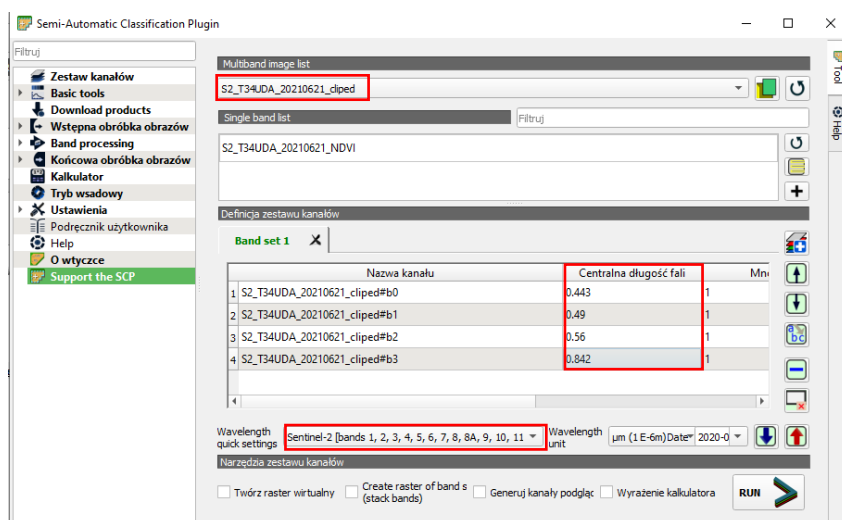 Semi-Automatic Classification Plugin
Filtruj
Zestaw kanałów
Basic tools
Download products
Wstępna obróbka obrazów
Band processing
Końcowa obróbka obrazów
Kalkulator
Tryb wsadowy
Ustawienia
Podręcznik użytkownika
Help
O wtyczce
Support the SCP
Multiband image list
S2_T34UDA_20210621_cliped
Single band list
Filtruj
S2_T34UDA_20210621_NDVI
Definicja zestawu kanałów
Band set 1
Nazwa kanału Centralna długość fali Mno
1 S2_T34UDA_20210621_cliped#b0 0.443 1
2 S2_T34UDA_20210621_cliped#b1 0.49 1
3 S2_T34UDA_20210621_cliped#b2 0.56 1
4 S2_T34UDA_20210621_cliped#b3 0.842 1
Wavelength quick settings
Sentinel-2 [bands 1, 2, 3, 4, 5, 6, 7, 8, 8A, 9, 10, 11
Wavelength unit
µm (1 E-6m)
Date
2020-0
Narzędzia zestawu kanałów
Twórz raster wirtualny
Create raster of band s
(stack bands)
Generuj kanały podgląc
Wyrażenie kalkulatora
RUN
Tool
Help
a b c